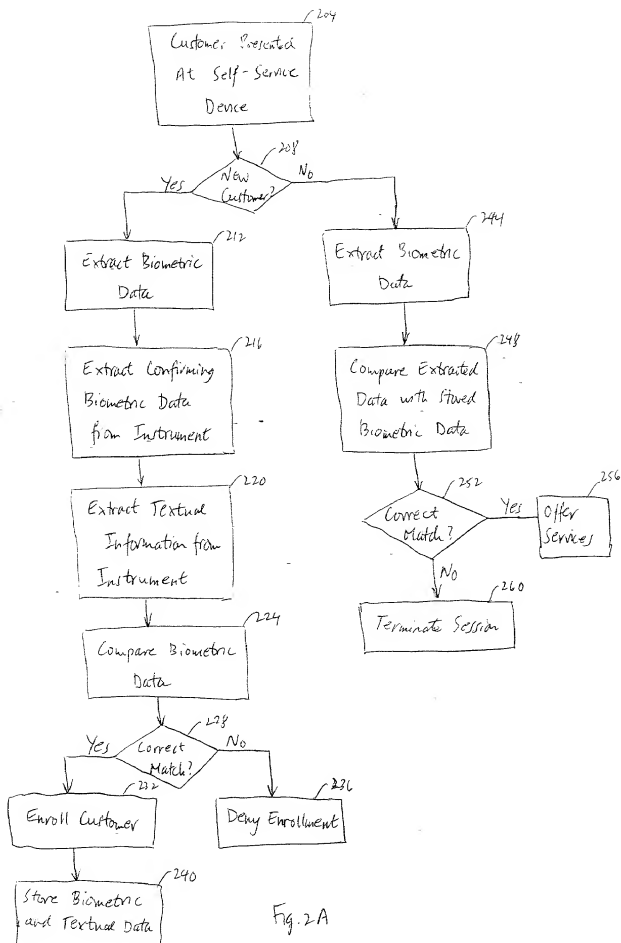 204
Customer Presented
At Self-Service
Device
208
New
Customer?
Yes
No
212
Extract Biometric
Data
216
Extract Confirming
Biometric Data
from Instrument
220
Extract Textual
Information from
Instrument
224
Compare Biometric
Data
228
Correct
Match?
Yes
No
232
Enroll Customer
236
Deny Enrollment
240
Store Biometric
and Textual Data
244
Extract Biometric
Data
248
Compare Extracted
Data with Stored
Biometric Data
252
Correct
Match?
Yes
No
256
Offer
Services
260
Terminate Session
Fig. 2A